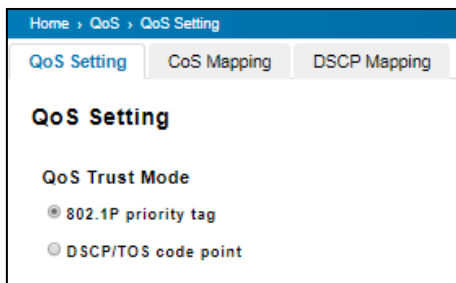 Home › QoS › QoS Setting
QoS Setting CoS Mapping DSCP Mapping
QoS Setting
QoS Trust Mode
802.1P priority tag
DSCP/TOS code point